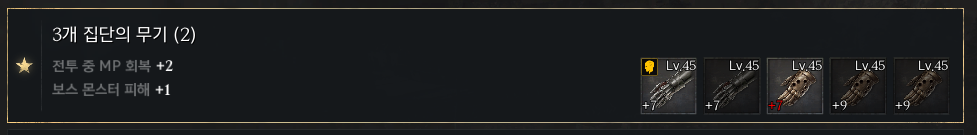 3개 집단의 무기 (2)
전투 중 MP 회복 +2
보스 몬스터 피해 +1
Lv.45 Lv.45 Lv.45 Lv.45 Lv.45
+7 +7 +7 +9 +9